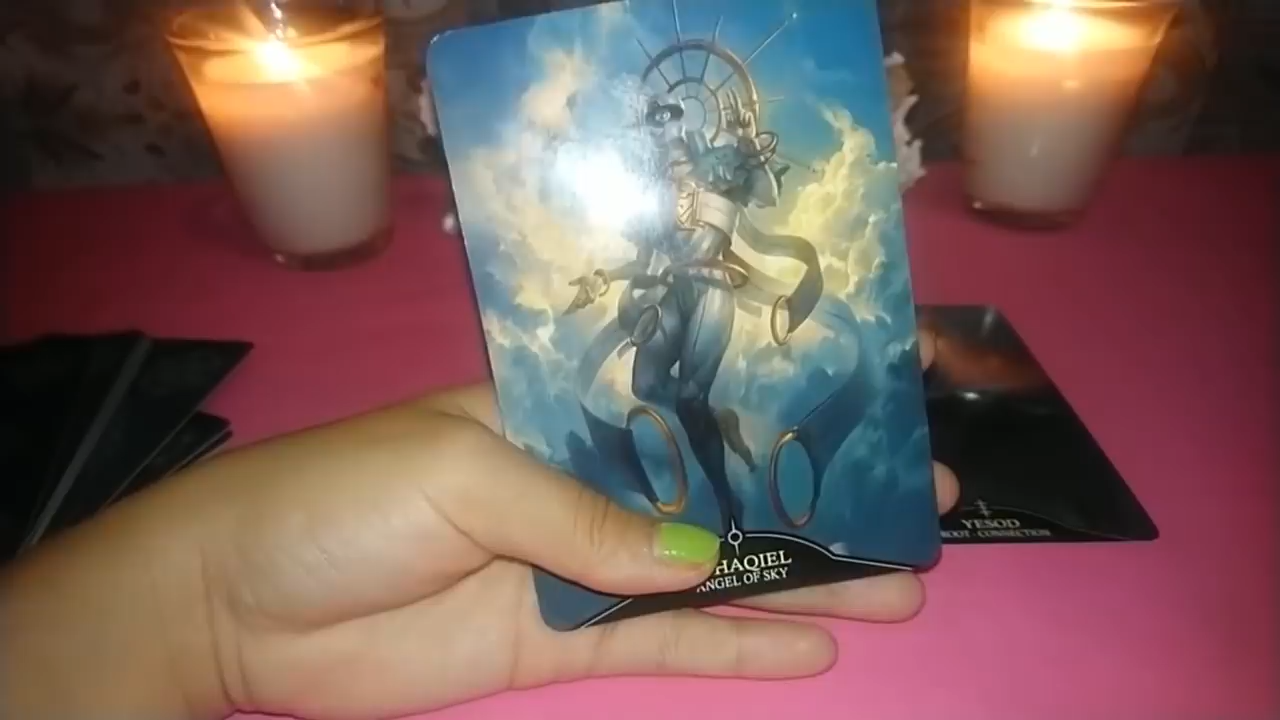 HAQIEL
ANGEL OF SKY
YESOD
ROOT · CONNECTION